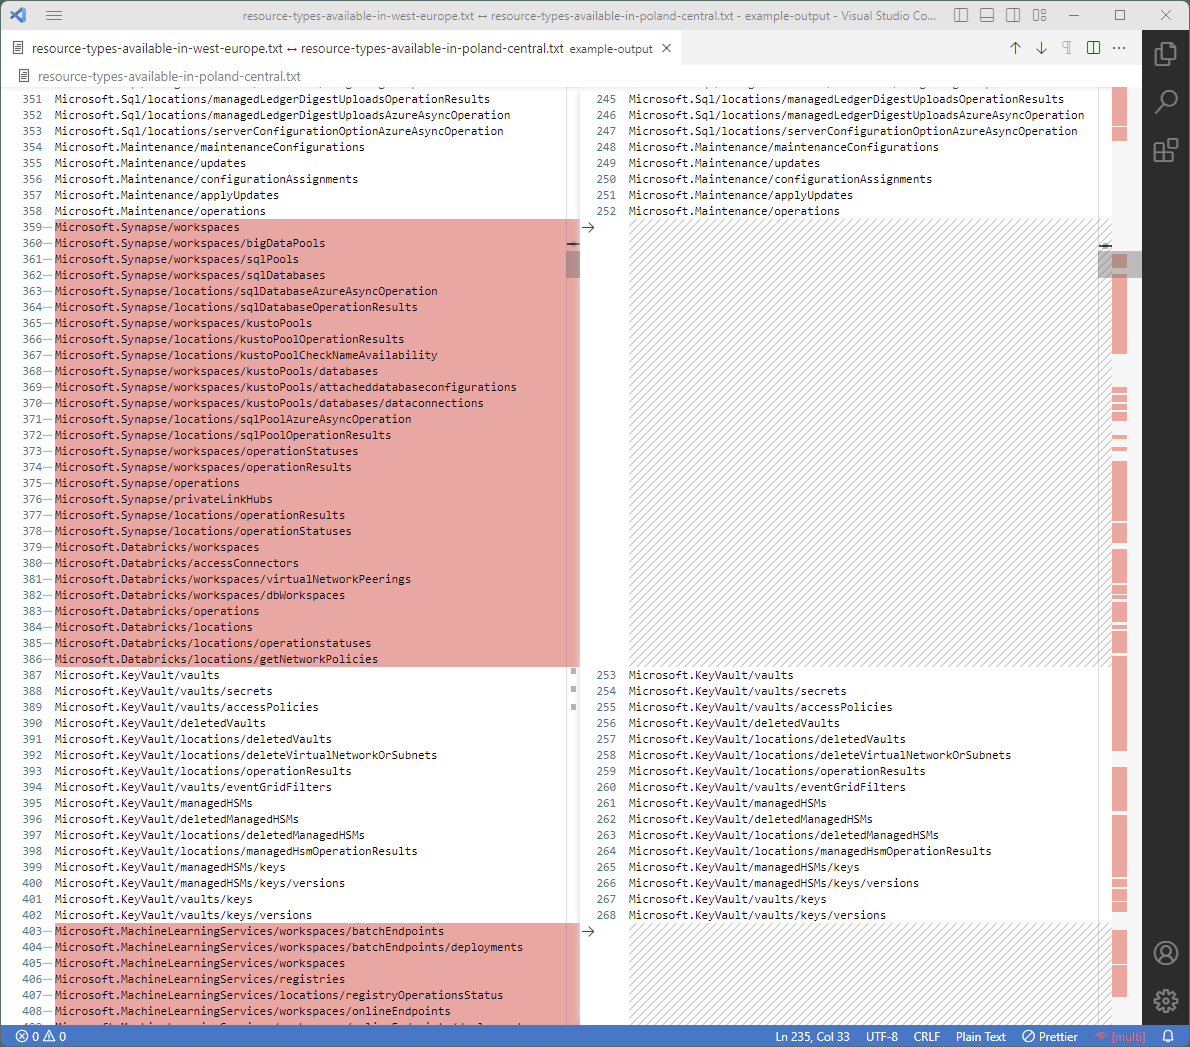 resource-types-available-in-west-europe.txt ↔ resource-types-available-in-poland-central.txt - example-output - Visual Studio Co...
resource-types-available-in-west-europe.txt ↔ resource-types-available-in-poland-central.txt example-output
resource-types-available-in-poland-central.txt
351 Microsoft.Sql/locations/managedLedgerDigestUploadsOperationResults
352 Microsoft.Sql/locations/managedLedgerDigestUploadsAzureAsyncOperation
353 Microsoft.Sql/locations/serverConfigurationOptionAzureAsyncOperation
354 Microsoft.Maintenance/maintenanceConfigurations
355 Microsoft.Maintenance/updates
356 Microsoft.Maintenance/configurationAssignments
357 Microsoft.Maintenance/applyUpdates
358 Microsoft.Maintenance/operations
359— Microsoft.Synapse/workspaces
360— Microsoft.Synapse/workspaces/bigDataPools
361— Microsoft.Synapse/workspaces/sqlPools
362— Microsoft.Synapse/workspaces/sqlDatabases
363— Microsoft.Synapse/locations/sqlDatabaseAzureAsyncOperation
364— Microsoft.Synapse/locations/sqlDatabaseOperationResults
365— Microsoft.Synapse/workspaces/kustoPools
366— Microsoft.Synapse/locations/kustoPoolOperationResults
367— Microsoft.Synapse/locations/kustoPoolCheckNameAvailability
368— Microsoft.Synapse/workspaces/kustoPools/databases
369— Microsoft.Synapse/workspaces/kustoPools/attacheddatabaseconfigurations
370— Microsoft.Synapse/workspaces/kustoPools/databases/dataconnections
371— Microsoft.Synapse/locations/sqlPoolAzureAsyncOperation
372— Microsoft.Synapse/locations/sqlPoolOperationResults
373— Microsoft.Synapse/workspaces/operationStatuses
374— Microsoft.Synapse/workspaces/operationResults
375— Microsoft.Synapse/operations
376— Microsoft.Synapse/privateLinkHubs
377— Microsoft.Synapse/locations/operationResults
378— Microsoft.Synapse/locations/operationStatuses
379— Microsoft.Databricks/workspaces
380— Microsoft.Databricks/accessConnectors
381— Microsoft.Databricks/workspaces/virtualNetworkPeerings
382— Microsoft.Databricks/workspaces/dbWorkspaces
383— Microsoft.Databricks/operations
384— Microsoft.Databricks/locations
385— Microsoft.Databricks/locations/operationstatuses
386— Microsoft.Databricks/locations/getNetworkPolicies
387 Microsoft.KeyVault/vaults
388 Microsoft.KeyVault/vaults/secrets
389 Microsoft.KeyVault/vaults/accessPolicies
390 Microsoft.KeyVault/deletedVaults
391 Microsoft.KeyVault/locations/deletedVaults
392 Microsoft.KeyVault/locations/deleteVirtualNetworkOrSubnets
393 Microsoft.KeyVault/locations/operationResults
394 Microsoft.KeyVault/vaults/eventGridFilters
395 Microsoft.KeyVault/managedHSMs
396 Microsoft.KeyVault/deletedManagedHSMs
397 Microsoft.KeyVault/locations/deletedManagedHSMs
398 Microsoft.KeyVault/locations/managedHsmOperationResults
399 Microsoft.KeyVault/managedHSMs/keys
400 Microsoft.KeyVault/managedHSMs/keys/versions
401 Microsoft.KeyVault/vaults/keys
402 Microsoft.KeyVault/vaults/keys/versions
403— Microsoft.MachineLearningServices/workspaces/batchEndpoints
404— Microsoft.MachineLearningServices/workspaces/batchEndpoints/deployments
405— Microsoft.MachineLearningServices/workspaces
406— Microsoft.MachineLearningServices/registries
407— Microsoft.MachineLearningServices/locations/registryOperationsStatus
408— Microsoft.MachineLearningServices/workspaces/onlineEndpoints
245 Microsoft.Sql/locations/managedLedgerDigestUploadsOperationResults
246 Microsoft.Sql/locations/managedLedgerDigestUploadsAzureAsyncOperation
247 Microsoft.Sql/locations/serverConfigurationOptionAzureAsyncOperation
248 Microsoft.Maintenance/maintenanceConfigurations
249 Microsoft.Maintenance/updates
250 Microsoft.Maintenance/configurationAssignments
251 Microsoft.Maintenance/applyUpdates
252 Microsoft.Maintenance/operations
253 Microsoft.KeyVault/vaults
254 Microsoft.KeyVault/vaults/secrets
255 Microsoft.KeyVault/vaults/accessPolicies
256 Microsoft.KeyVault/deletedVaults
257 Microsoft.KeyVault/locations/deletedVaults
258 Microsoft.KeyVault/locations/deleteVirtualNetworkOrSubnets
259 Microsoft.KeyVault/locations/operationResults
260 Microsoft.KeyVault/vaults/eventGridFilters
261 Microsoft.KeyVault/managedHSMs
262 Microsoft.KeyVault/deletedManagedHSMs
263 Microsoft.KeyVault/locations/deletedManagedHSMs
264 Microsoft.KeyVault/locations/managedHsmOperationResults
265 Microsoft.KeyVault/managedHSMs/keys
266 Microsoft.KeyVault/managedHSMs/keys/versions
267 Microsoft.KeyVault/vaults/keys
268 Microsoft.KeyVault/vaults/keys/versions
0 0 Ln 235, Col 33 UTF-8 CRLF Plain Text Prettier [multi]